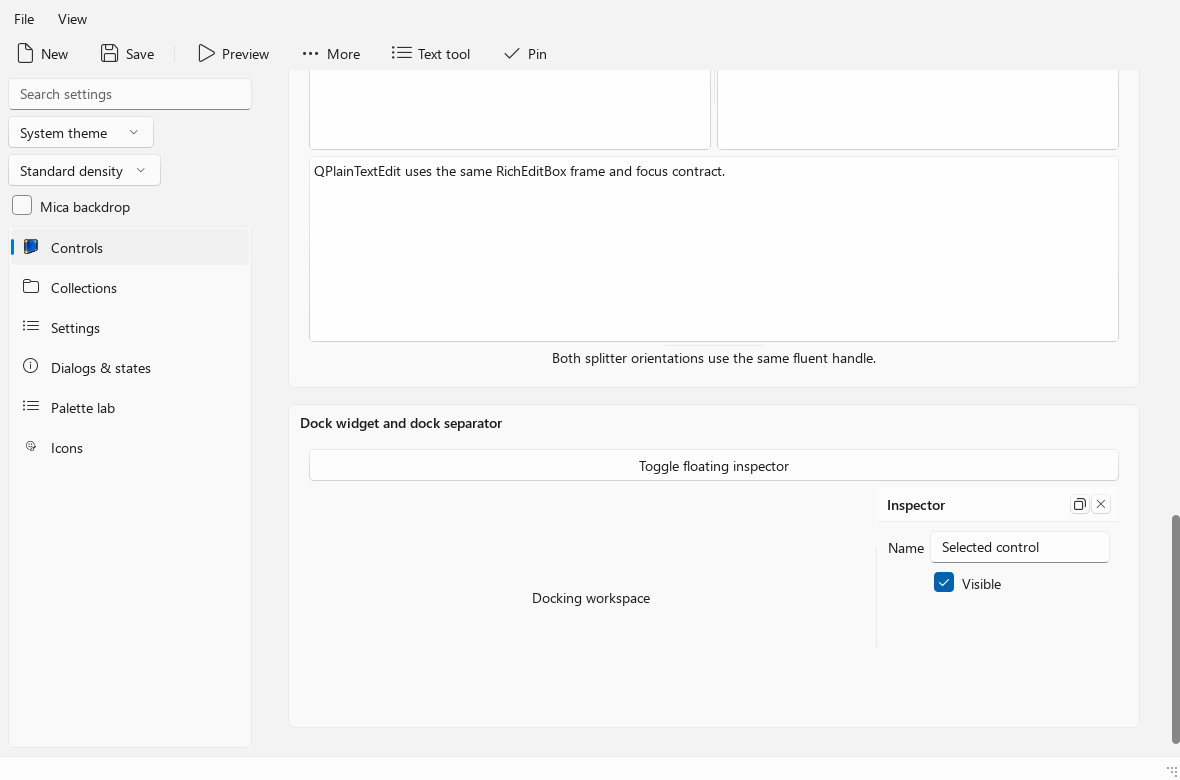 File View
New Save Preview More Text tool Pin
Search settings
System theme
Standard density
Mica backdrop
Controls
Collections
Settings
Dialogs & states
Palette lab
Icons
QPlainTextEdit uses the same RichEditBox frame and focus contract.
Both splitter orientations use the same fluent handle.
Dock widget and dock separator
Toggle floating inspector
Docking workspace
Inspector
Name Selected control
Visible